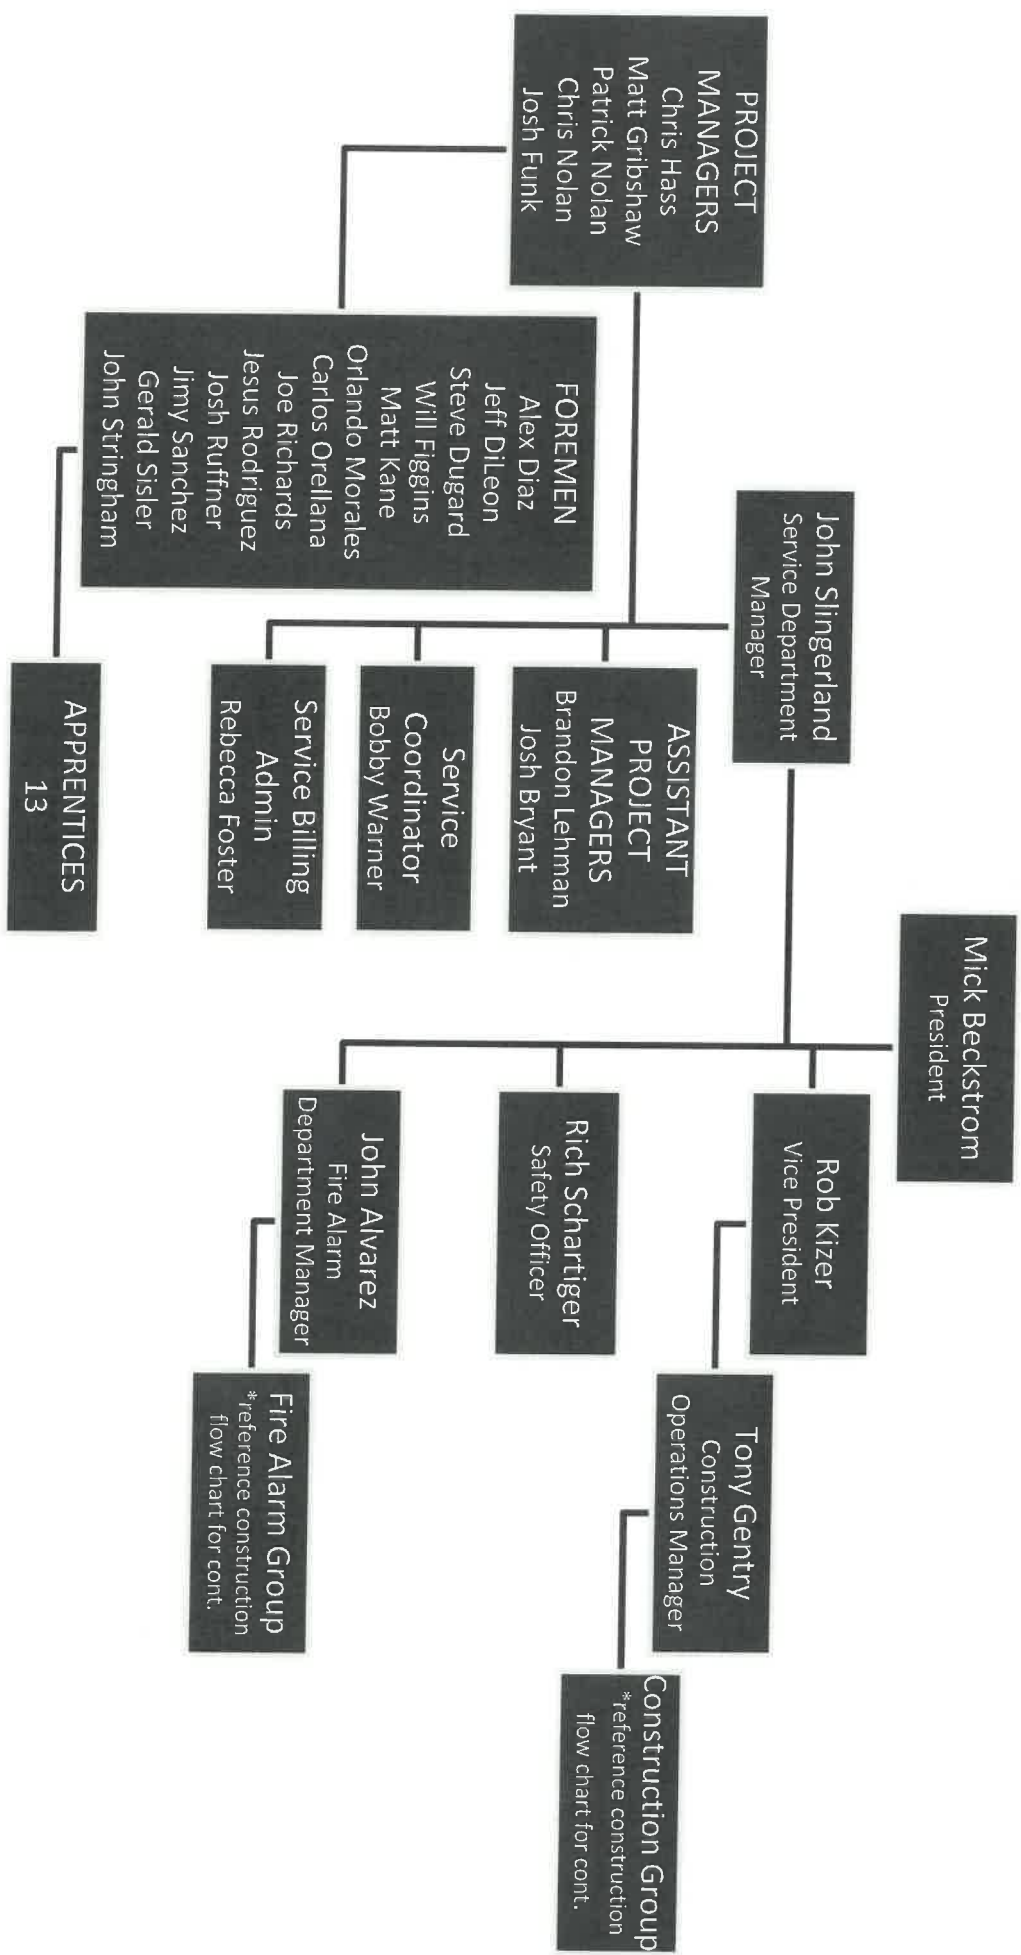 Mick Beckstrom
President
Rob Kizer
Vice President
Tony Gentry
Construction
Operations Manager
Construction Group
*reference construction
flow chart for cont.
Rich Schartiger
Safety Officer
John Alvarez
Fire Alarm
Department Manager
Fire Alarm Group
*reference construction
flow chart for cont.
John Slingerland
Service Department
Manager
ASSISTANT
PROJECT
MANAGERS
Brandon Lehman
Josh Bryant
Service
Coordinator
Bobby Warner
Service Billing
Admin
Rebecca Foster
PROJECT
MANAGERS
Chris Hass
Matt Gribshaw
Patrick Nolan
Chris Nolan
Josh Funk
FOREMEN
Alex Diaz
Jeff DiLeon
Steve Dugard
Will Figgins
Matt Kane
Orlando Morales
Carlos Orellana
Joe Richards
Jesus Rodriguez
Josh Ruffner
Jimy Sanchez
Gerald Sisler
John Stringham
APPRENTICES
13